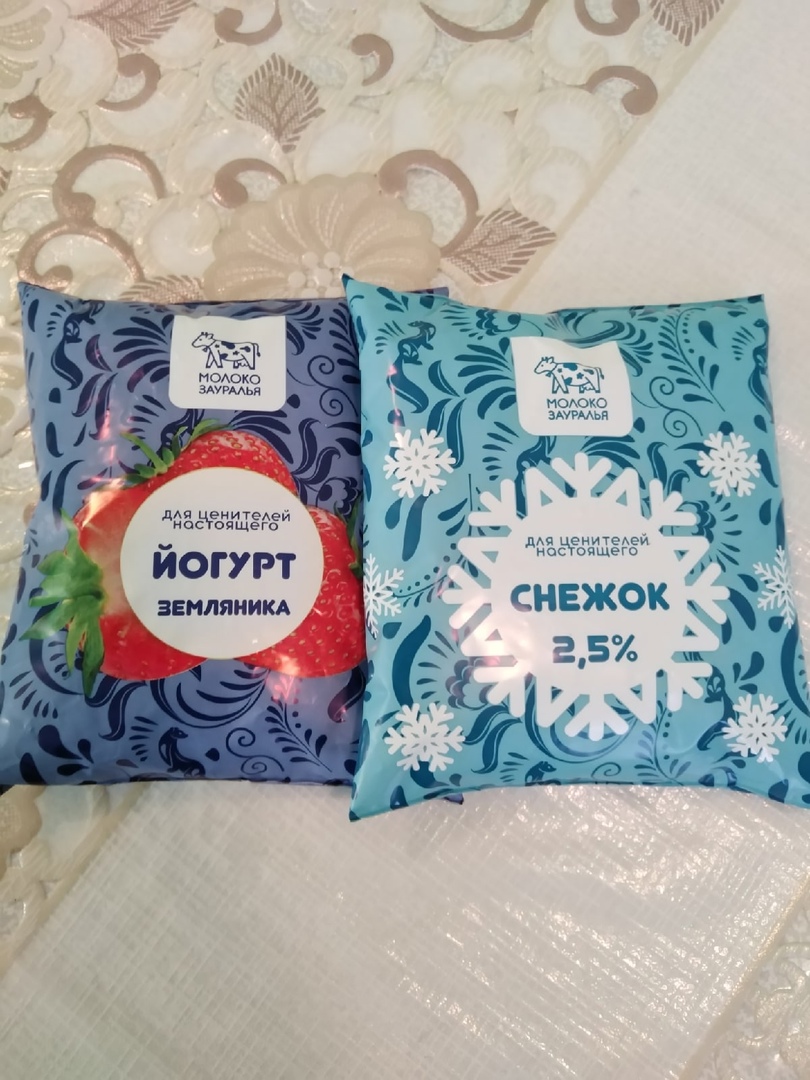 МОЛОКО
ЗАУРАЛЬЯ
для ценителей
настоящего
ЙОГУРТ
ЗЕМЛЯНИКА
МОЛОКО
ЗАУРАЛЬЯ
для ценителей
настоящего
СНЕЖОК
2,5%